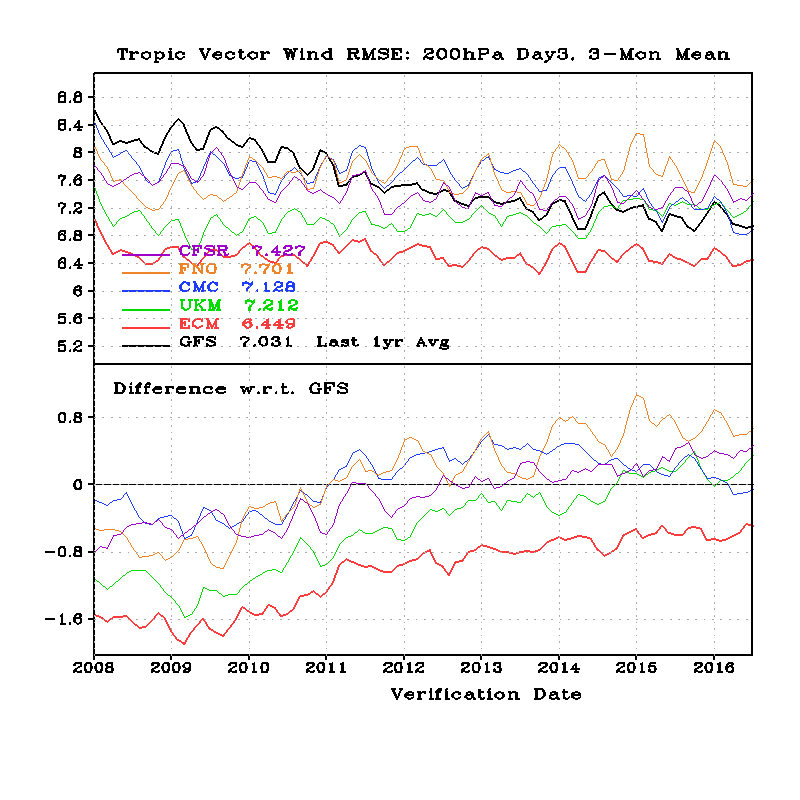 Tropic Vector Wind RMSE: 200hPa Day3, 3-Mon Mean
8.8
8.4
8
7.6
7.2
6.8
6.4
6
5.6
5.2
CFSR 7.427
FNO 7.701
CMC 7.128
UKM 7.212
ECM 6.449
GFS 7.031 Last 1yr Avg
Difference w.r.t. GFS
0.8
0
-0.8
-1.6
2008 2009 2010 2011 2012 2013 2014 2015 2016
Verification Date